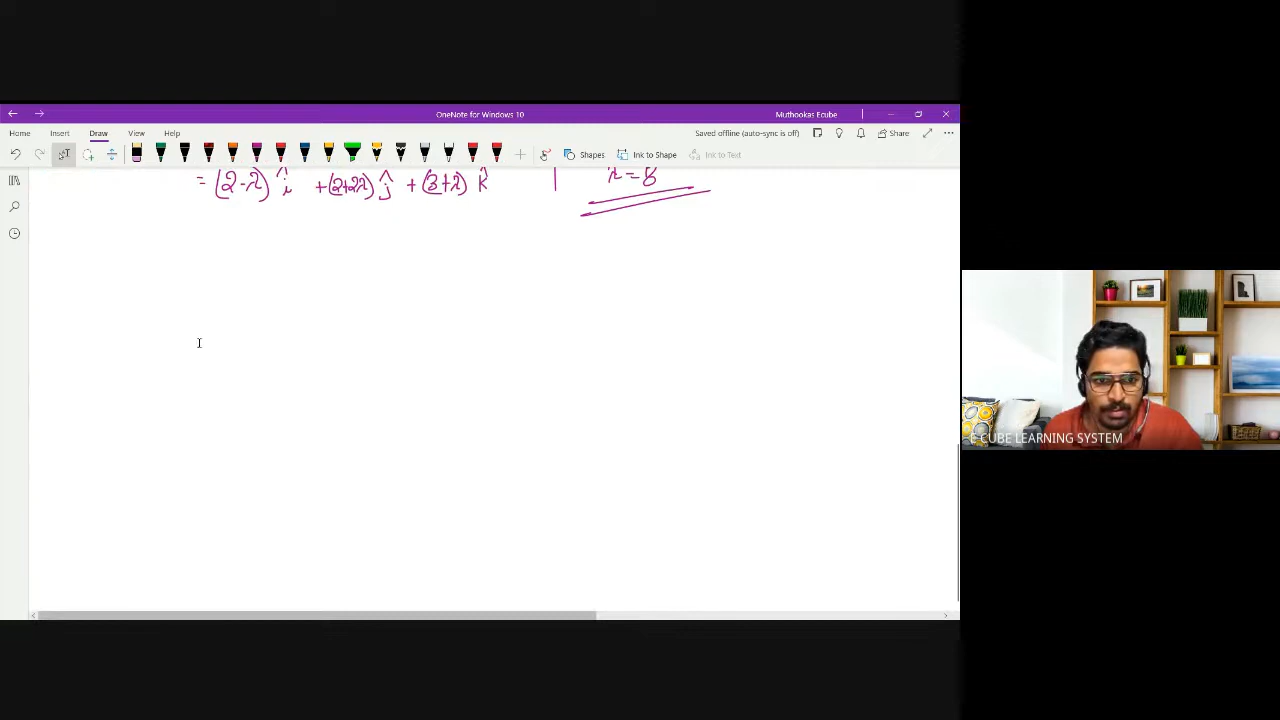 OneNote for Windows 10
Muthookas Ecube
Home Insert Draw View Help
Saved offline (auto-sync is off)
Share
Shapes
Ink to Shape
Ink to Text
= (2-λ) î + (2+2λ) ĵ + (3+λ) k̂
λ = 8
E CUBE LEARNING SYSTEM